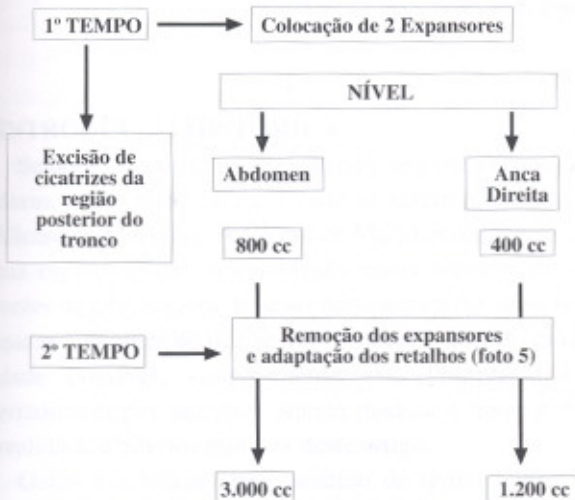 1º TEMPO
Colocação de 2 Expansores
NÍVEL
Excisão de
cicatrizes da
região
posterior do
tronco
Abdomen
Anca
Direita
800 cc
400 cc
2º TEMPO
Remoção dos expansores
e adaptação dos retalhos (foto 5)
3.000 cc
1.200 cc